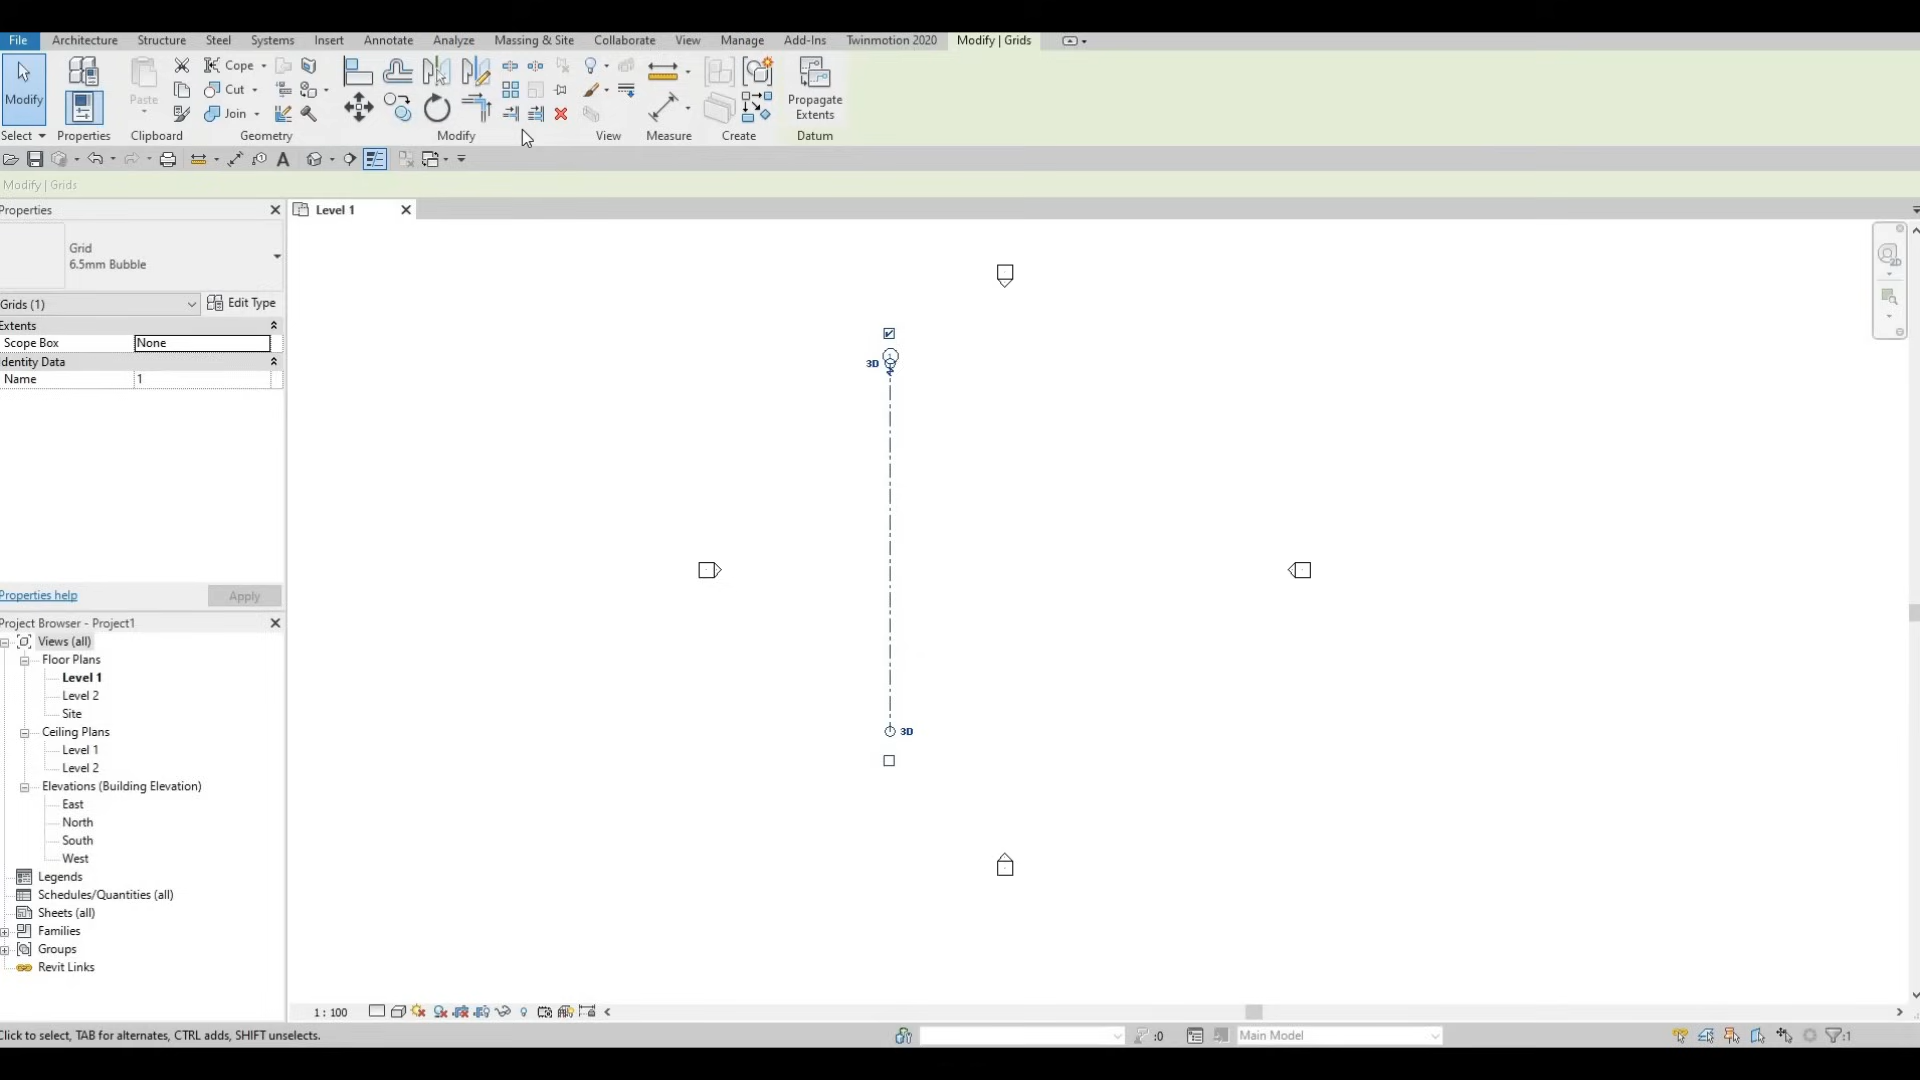 File Architecture Structure Steel Systems Insert Annotate Analyze Massing & Site Collaborate View Manage Add-Ins Twinmotion 2020 Modify | Grids
Modify
Paste
Cope
Cut
Join
Propagate
Extents
Select Properties Clipboard Geometry Modify View Measure Create Datum
Modify | Grids
Properties
Level 1
Grid
6.5mm Bubble
Grids (1)
Edit Type
Extents
Scope Box None
Identity Data
Name 1
3D
3D
Properties help
Apply
Project Browser - Project1
Views (all)
Floor Plans
Level 1
Level 2
Site
Ceiling Plans
Level 1
Level 2
Elevations (Building Elevation)
East
North
South
West
Legends
Schedules/Quantities (all)
Sheets (all)
Families
Groups
Revit Links
1 : 100
Click to select, TAB for alternates, CTRL adds, SHIFT unselects.
:0
Main Model
:1